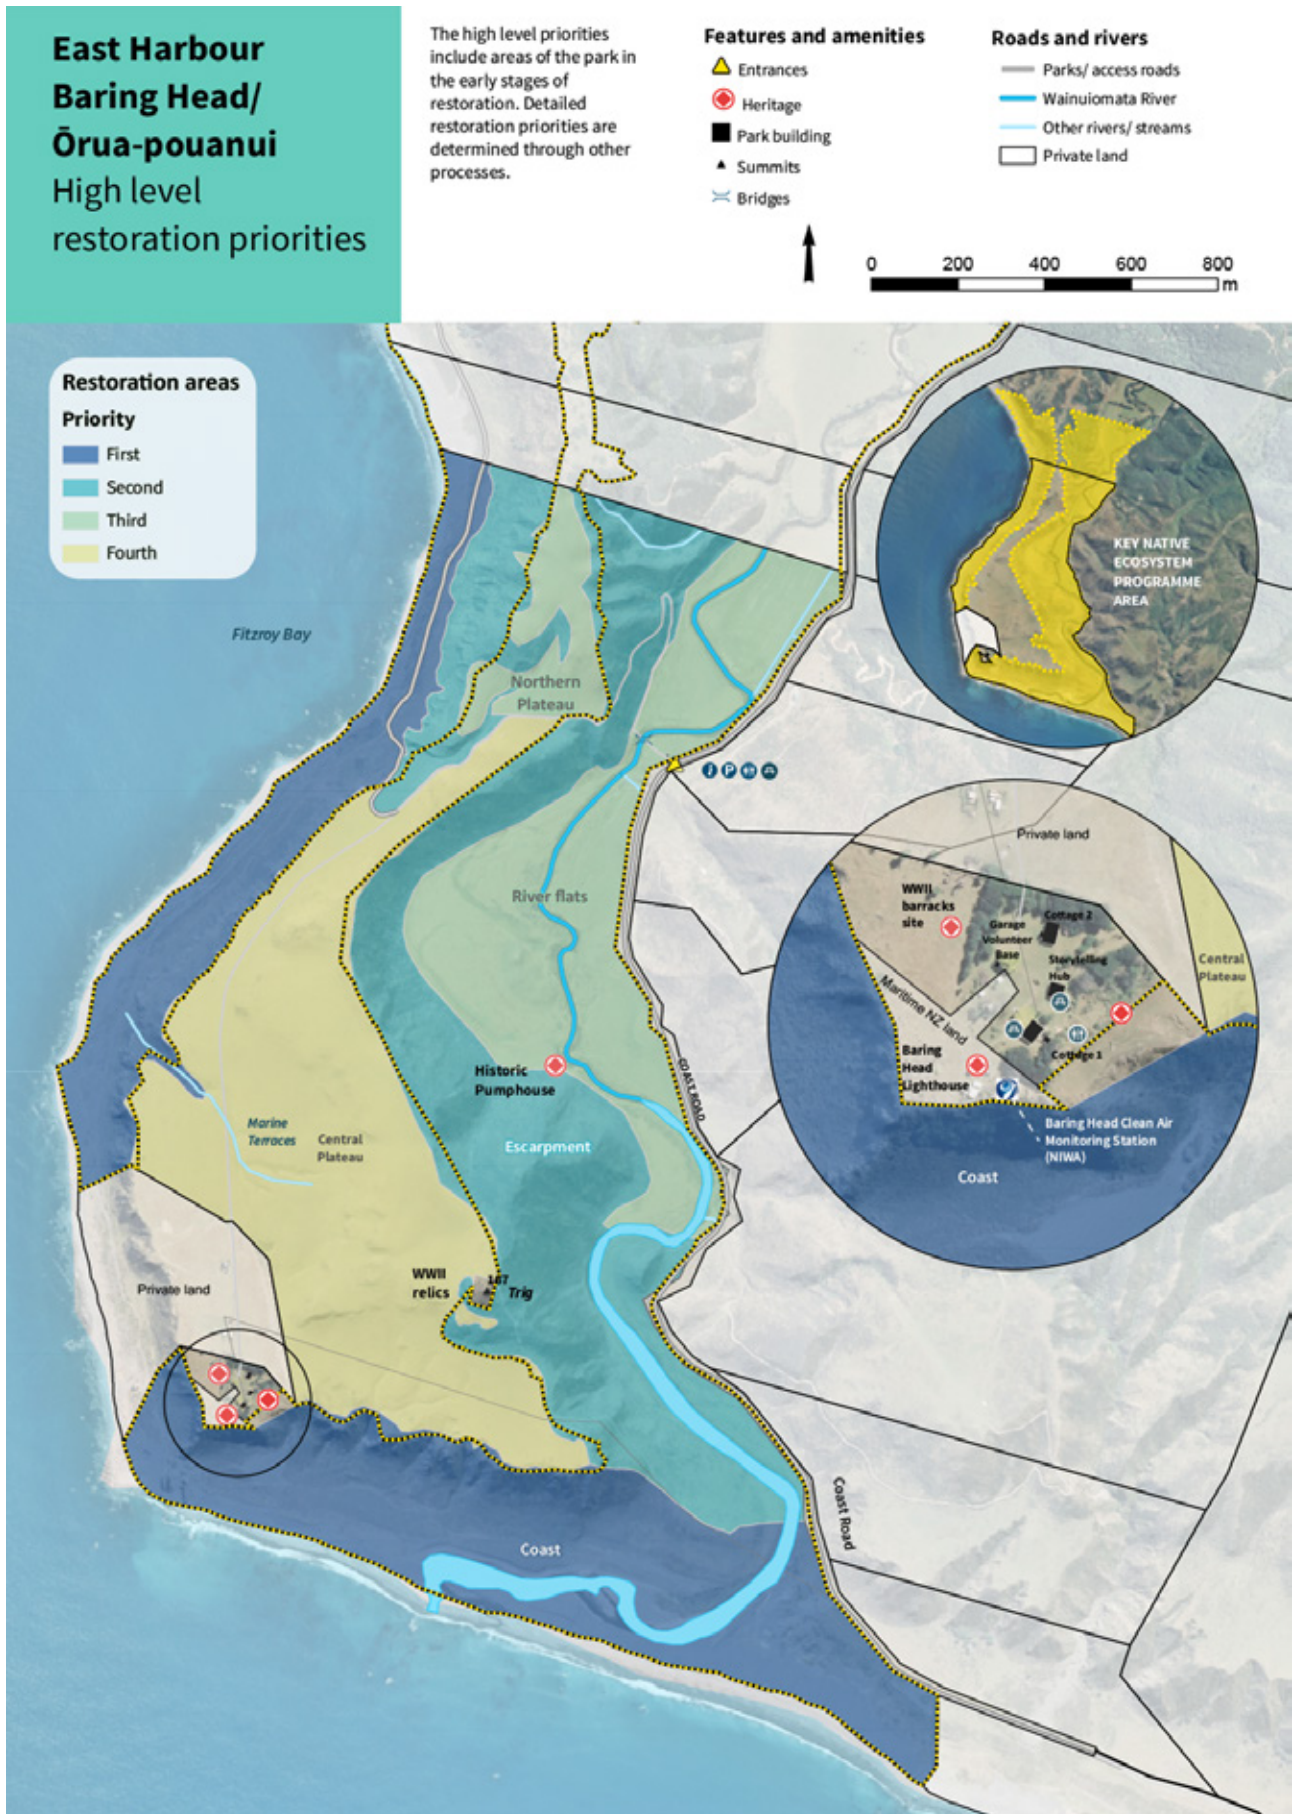 East Harbour
Baring Head/
Ōrua-pouanui
High level
restoration priorities
The high level priorities
include areas of the park in
the early stages of
restoration. Detailed
restoration priorities are
determined through other
processes.
Features and amenities
Entrances
Heritage
Park building
Summits
Bridges
Roads and rivers
Parks/ access roads
Wainuiomata River
Other rivers/ streams
Private land
0 200 400 600 800
m
Restoration areas
Priority
First
Second
Third
Fourth
KEY NATIVE
ECOSYSTEM
PROGRAMME
AREA
Fitzroy Bay
Northern
Plateau
River flats
Historic
Pumphouse
COAST ROAD
Escarpment
Marine
Terraces
Central
Plateau
WWII
relics
187
Trig
Private land
Coast
Coast Road
Private land
WWII
barracks
site
Cottage 2
Garage
Volunteer
Base
Storytelling
Hub
Central
Plateau
Maritime NZ land
Cottage 1
Baring
Head
Lighthouse
Baring Head Clean Air
Monitoring Station
(NIWA)
Coast